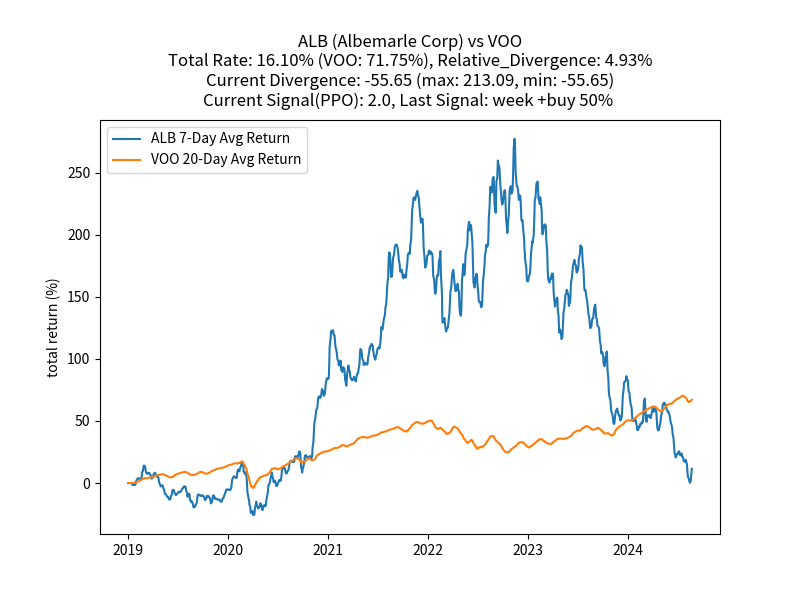 ALB (Albemarle Corp) vs VOO
Total Rate: 16.10% (VOO: 71.75%), Relative_Divergence: 4.93%
Current Divergence: -55.65 (max: 213.09, min: -55.65)
Current Signal(PPO): 2.0, Last Signal: week +buy 50%
ALB 7-Day Avg Return
VOO 20-Day Avg Return
total return (%)
250
200
150
100
50
0
2019 2020 2021 2022 2023 2024